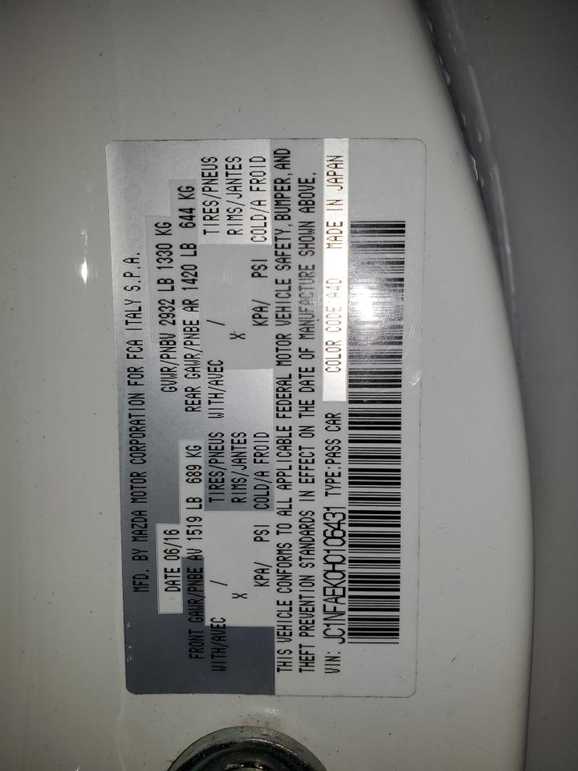 MFD. BY MAZDA MOTOR CORPORATION FOR FCA ITALY S.P.A.
DATE 06/16 GVWR/PNBV 2932 LB 1330 KG
FRONT GAWR/PNBE AV 1519 LB 689 KG REAR GAWR/PNBE AR 1420 LB 644 KG
WITH/AVEC / TIRES/PNEUS WITH/AVEC / TIRES/PNEUS
X RIMS/JANTES X RIMS/JANTES
KPA/ PSI COLD/A FROID KPA/ PSI COLD/A FROID
THIS VEHICLE CONFORMS TO ALL APPLICABLE FEDERAL MOTOR VEHICLE SAFETY, BUMPER, AND
THEFT PREVENTION STANDARDS IN EFFECT ON THE DATE OF MANUFACTURE SHOWN ABOVE.
VIN: JC1NFAEK0H0106431 TYPE:PASS CAR COLOR CODE A4D MADE IN JAPAN